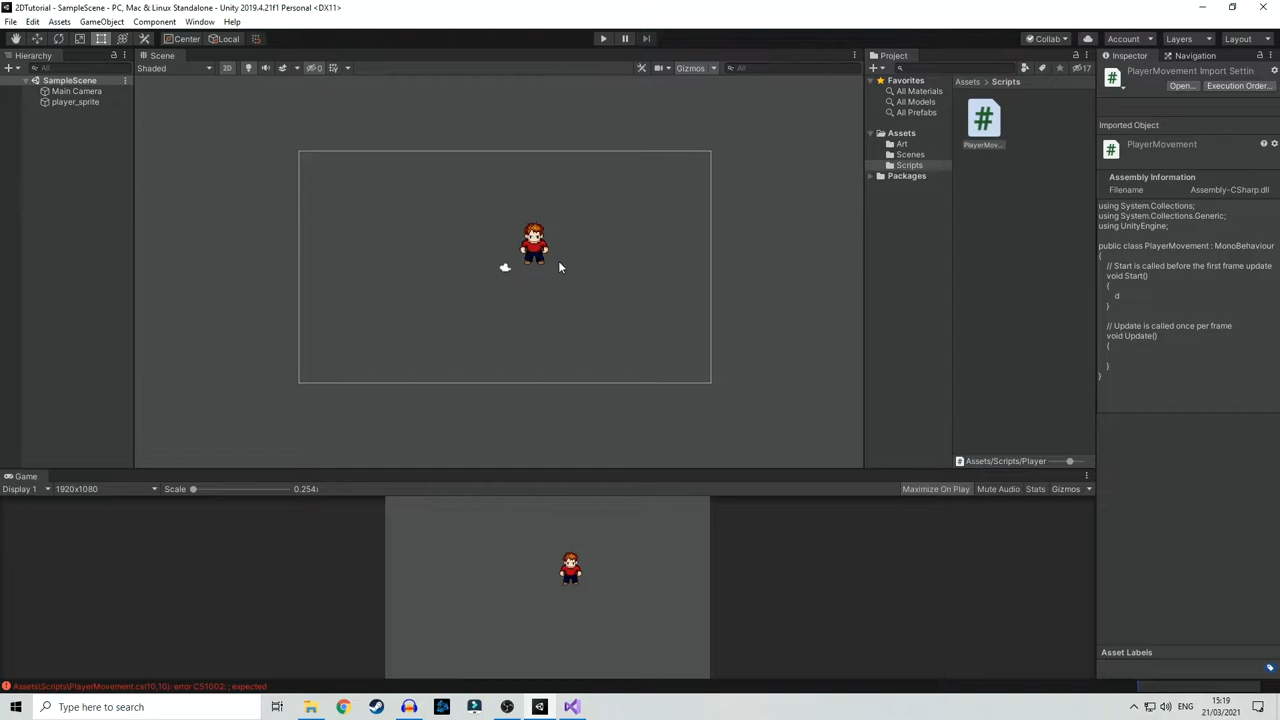 2DTutorial - SampleScene - PC, Mac & Linux Standalone - Unity 2019.4.21f1 Personal <DX11>
File Edit Assets GameObject Component Window Help
Center Local
Collab Account Layers Layout
Hierarchy
All
SampleScene
Main Camera
player_sprite
Scene
Shaded 2D 0 Gizmos All
Project
17
Favorites
All Materials
All Models
All Prefabs
Assets
Art
Scenes
Scripts
Packages
Assets > Scripts
#
PlayerMov...
Assets/Scripts/Player
Inspector Navigation
PlayerMovement Import Settin
Open... Execution Order...
Imported Object
PlayerMovement
Assembly Information
Filename Assembly-CSharp.dll
using System.Collections;
using System.Collections.Generic;
using UnityEngine;
public class PlayerMovement : MonoBehaviour
{
// Start is called before the first frame update
void Start()
{
d
}
// Update is called once per frame
void Update()
{
}
}
Asset Labels
Game
Display 1 1920x1080 Scale 0.254x Maximize On Play Mute Audio Stats Gizmos
Assets\Scripts\PlayerMovement.cs(10,10): error CS1002: ; expected
Type here to search
ENG
15:19
21/03/2021